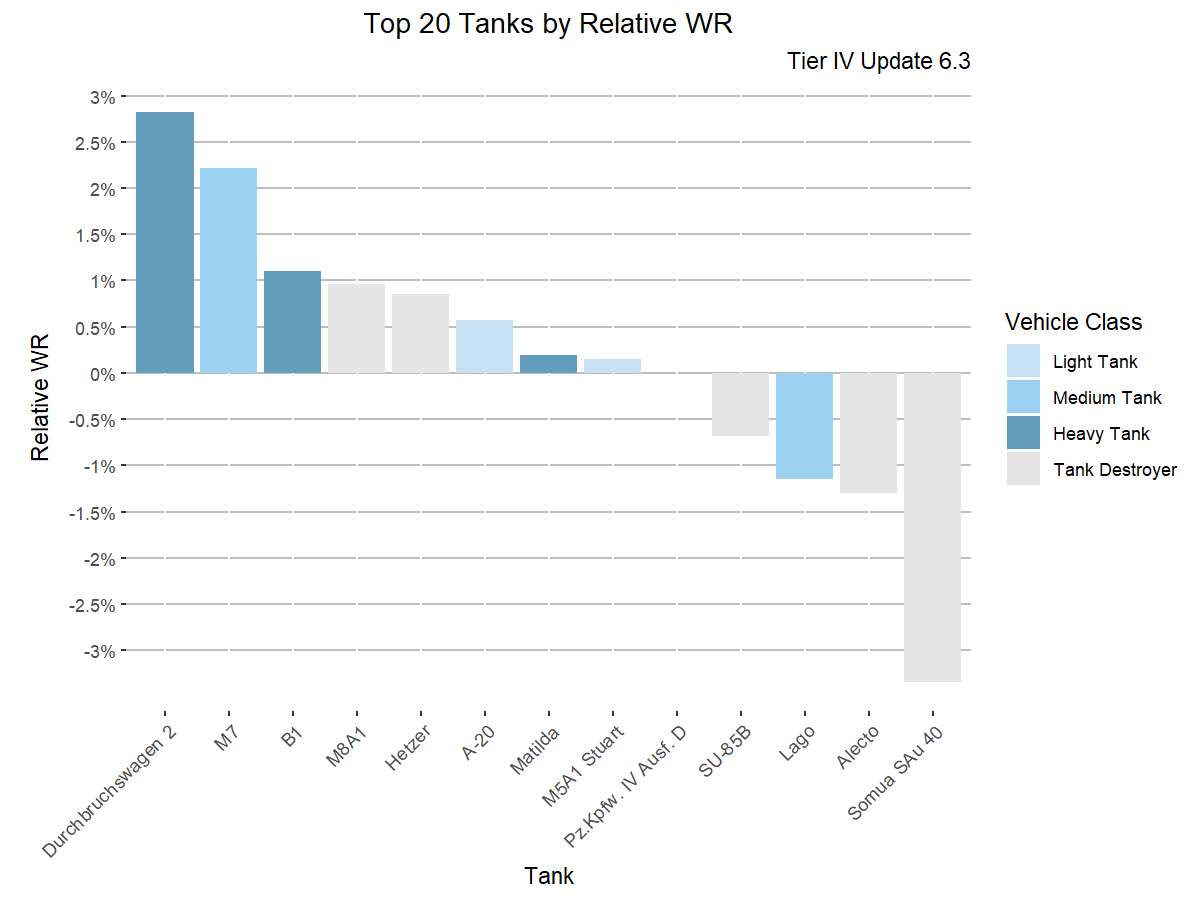 Top 20 Tanks by Relative WR
Tier IV Update 6.3
3%
2.5%
2%
1.5%
1%
0.5%
0%
-0.5%
-1%
-1.5%
-2%
-2.5%
-3%
Relative WR
Durchbruchswagen 2
M7
B1
M8A1
Hetzer
A-20
Matilda
M5A1 Stuart
Pz.Kpfw. IV Ausf. D
SU-85B
Lago
Alecto
Somua SAu 40
Tank
Vehicle Class
Light Tank
Medium Tank
Heavy Tank
Tank Destroyer